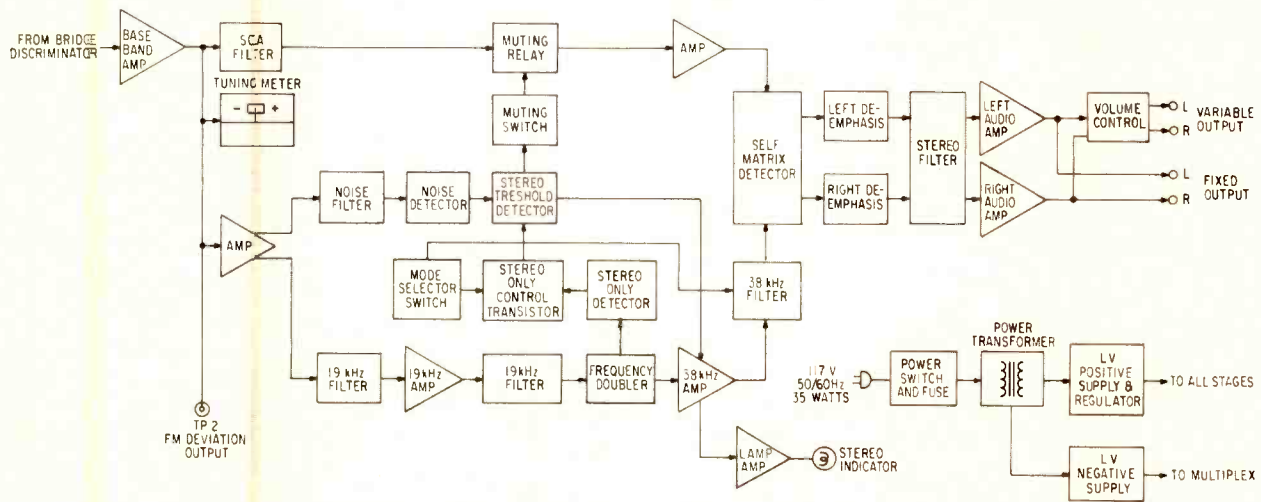 FROM BRIDGE
DISCRIMINATOR
BASE
BAND
AMP
SCA
FILTER
MUTING
RELAY
AMP
TUNING METER
- +
MUTING
SWITCH
SELF
MATRIX
DETECTOR
LEFT DE-
EMPHASIS
RIGHT DE-
EMPHASIS
STEREO
FILTER
LEFT
AUDIO
AMP
RIGHT
AUDIO
AMP
VOLUME
CONTROL
L
R
VARIABLE
OUTPUT
L
R
FIXED
OUTPUT
AMP
NOISE
FILTER
NOISE
DETECTOR
STEREO
TRESHOLD
DETECTOR
MODE
SELECTOR
SWITCH
STEREO
ONLY
CONTROL
TRANSISTOR
STEREO
ONLY
DETECTOR
38 kHz
FILTER
19 kHz
FILTER
19kHz
AMP
19kHz
FILTER
FREQUENCY
DOUBLER
38kHz
AMP
TP 2
FM DEVIATION
OUTPUT
LAMP
AMP
STEREO
INDICATOR
117 V
50/60Hz
35 WATTS
POWER
SWITCH
AND FUSE
POWER
TRANSFORMER
LV
POSITIVE
SUPPLY &
REGULATOR
TO ALL STAGES
LV
NEGATIVE
SUPPLY
TO MULTIPLEX